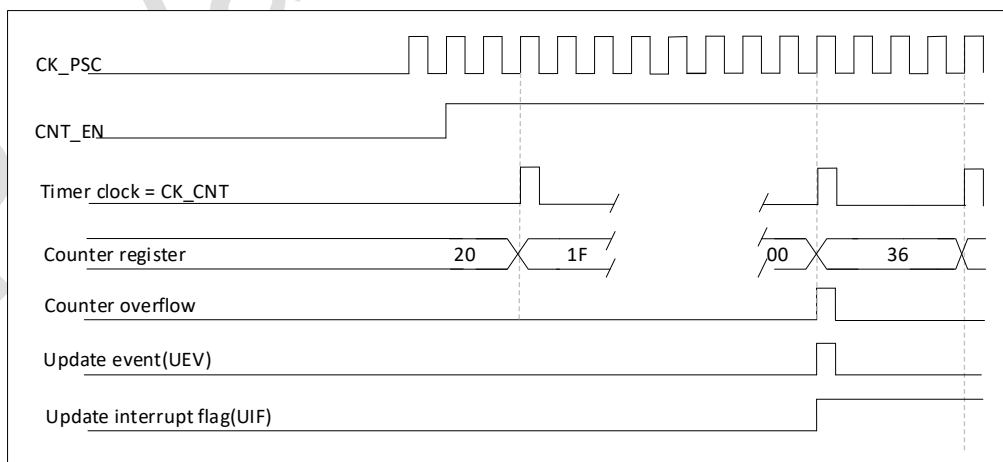 CK_PSC
CNT_EN
Timer clock = CK_CNT
Counter register 20 1F 00 36
Counter overflow
Update event(UEV)
Update interrupt flag(UIF)